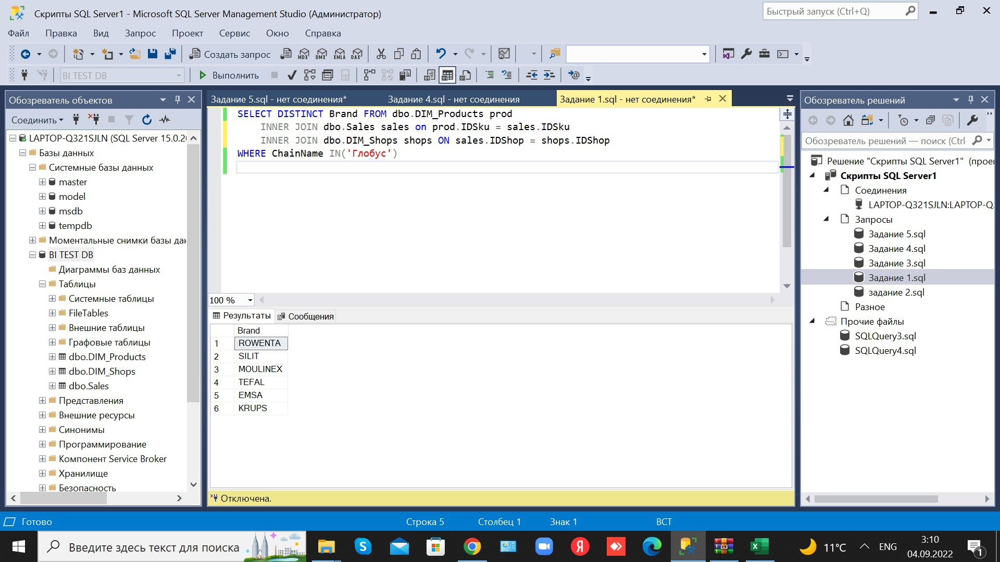 Скрипты SQL Server1 - Microsoft SQL Server Management Studio (Администратор)
Быстрый запуск (Ctrl+Q)
Файл Правка Вид Запрос Проект Сервис Окно Справка
Создать запрос MDX DMX XMLA DAX
BI TEST DB Выполнить
Обозреватель объектов
Соединить
LAPTOP-Q321SJLN (SQL Server 15.0.20
Базы данных
Системные базы данных
master
model
msdb
tempdb
Моментальные снимки базы дан
BI TEST DB
Диаграммы баз данных
Таблицы
Системные таблицы
FileTables
Внешние таблицы
Графовые таблицы
dbo.DIM_Products
dbo.DIM_Shops
dbo.Sales
Представления
Внешние ресурсы
Синонимы
Программирование
Компонент Service Broker
Хранилище
Безопасность
Задание 5.sql - нет соединения* Задание 4.sql - нет соединения Задание 1.sql - нет соединения*
SELECT DISTINCT Brand FROM dbo.DIM_Products prod
INNER JOIN dbo.Sales sales on prod.IDSku = sales.IDSku
INNER JOIN dbo.DIM_Shops shops ON sales.IDShop = shops.IDShop
WHERE ChainName IN('Глобус')
100 %
Результаты Сообщения
Brand
1 ROWENTA
2 SILIT
3 MOULINEX
4 TEFAL
5 EMSA
6 KRUPS
Отключена.
Обозреватель решений
Обозреватель решений — поиск (Ctrl-
Решение "Скрипты SQL Server1" (прое
Скрипты SQL Server1
Соединения
LAPTOP-Q321SJLN:LAPTOP-Q
Запросы
Задание 5.sql
Задание 4.sql
Задание 3.sql
Задание 1.sql
задание 2.sql
Разное
Прочие файлы
SQLQuery3.sql
SQLQuery4.sql
Готово Строка 5 Столбец 1 Знак 1 ВСТ
Введите здесь текст для поиска
11°C ENG
3:10
04.09.2022
1